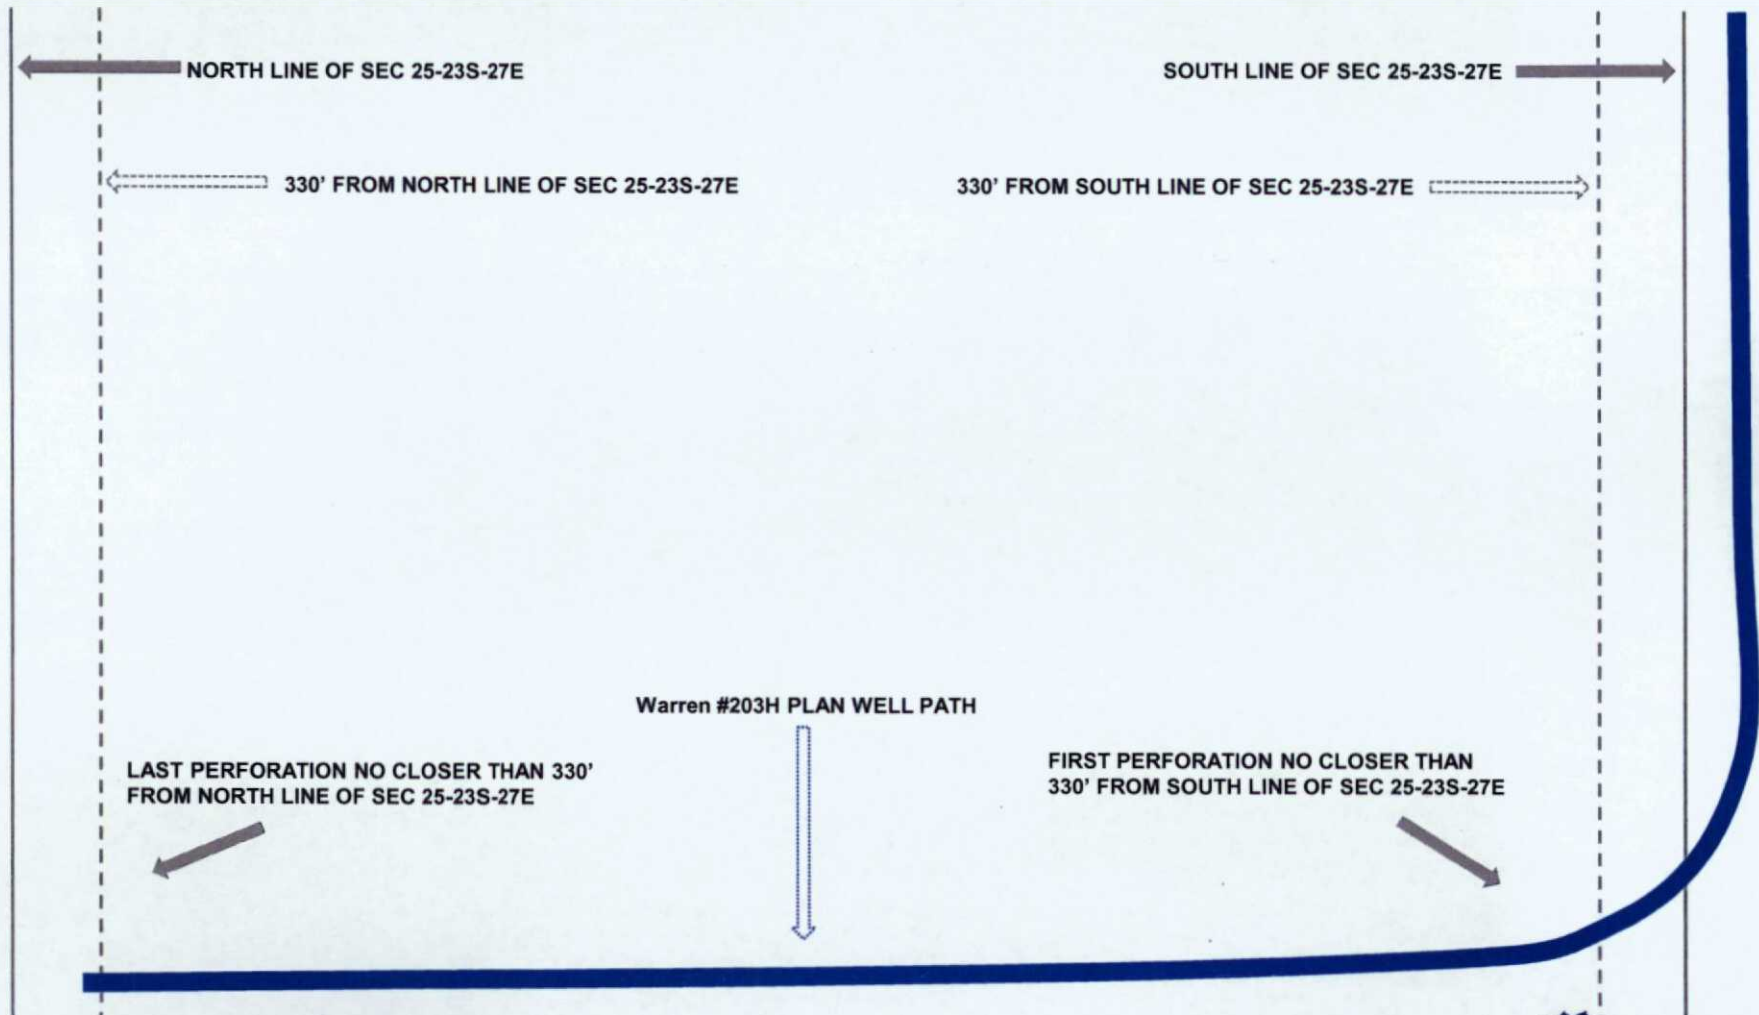 NORTH LINE OF SEC 25-23S-27E
SOUTH LINE OF SEC 25-23S-27E
330' FROM NORTH LINE OF SEC 25-23S-27E
330' FROM SOUTH LINE OF SEC 25-23S-27E
Warren #203H PLAN WELL PATH
LAST PERFORATION NO CLOSER THAN 330'
FROM NORTH LINE OF SEC 25-23S-27E
FIRST PERFORATION NO CLOSER THAN
330' FROM SOUTH LINE OF SEC 25-23S-27E